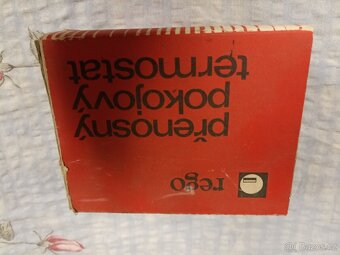 rego
přenosný
pokojový
termostat